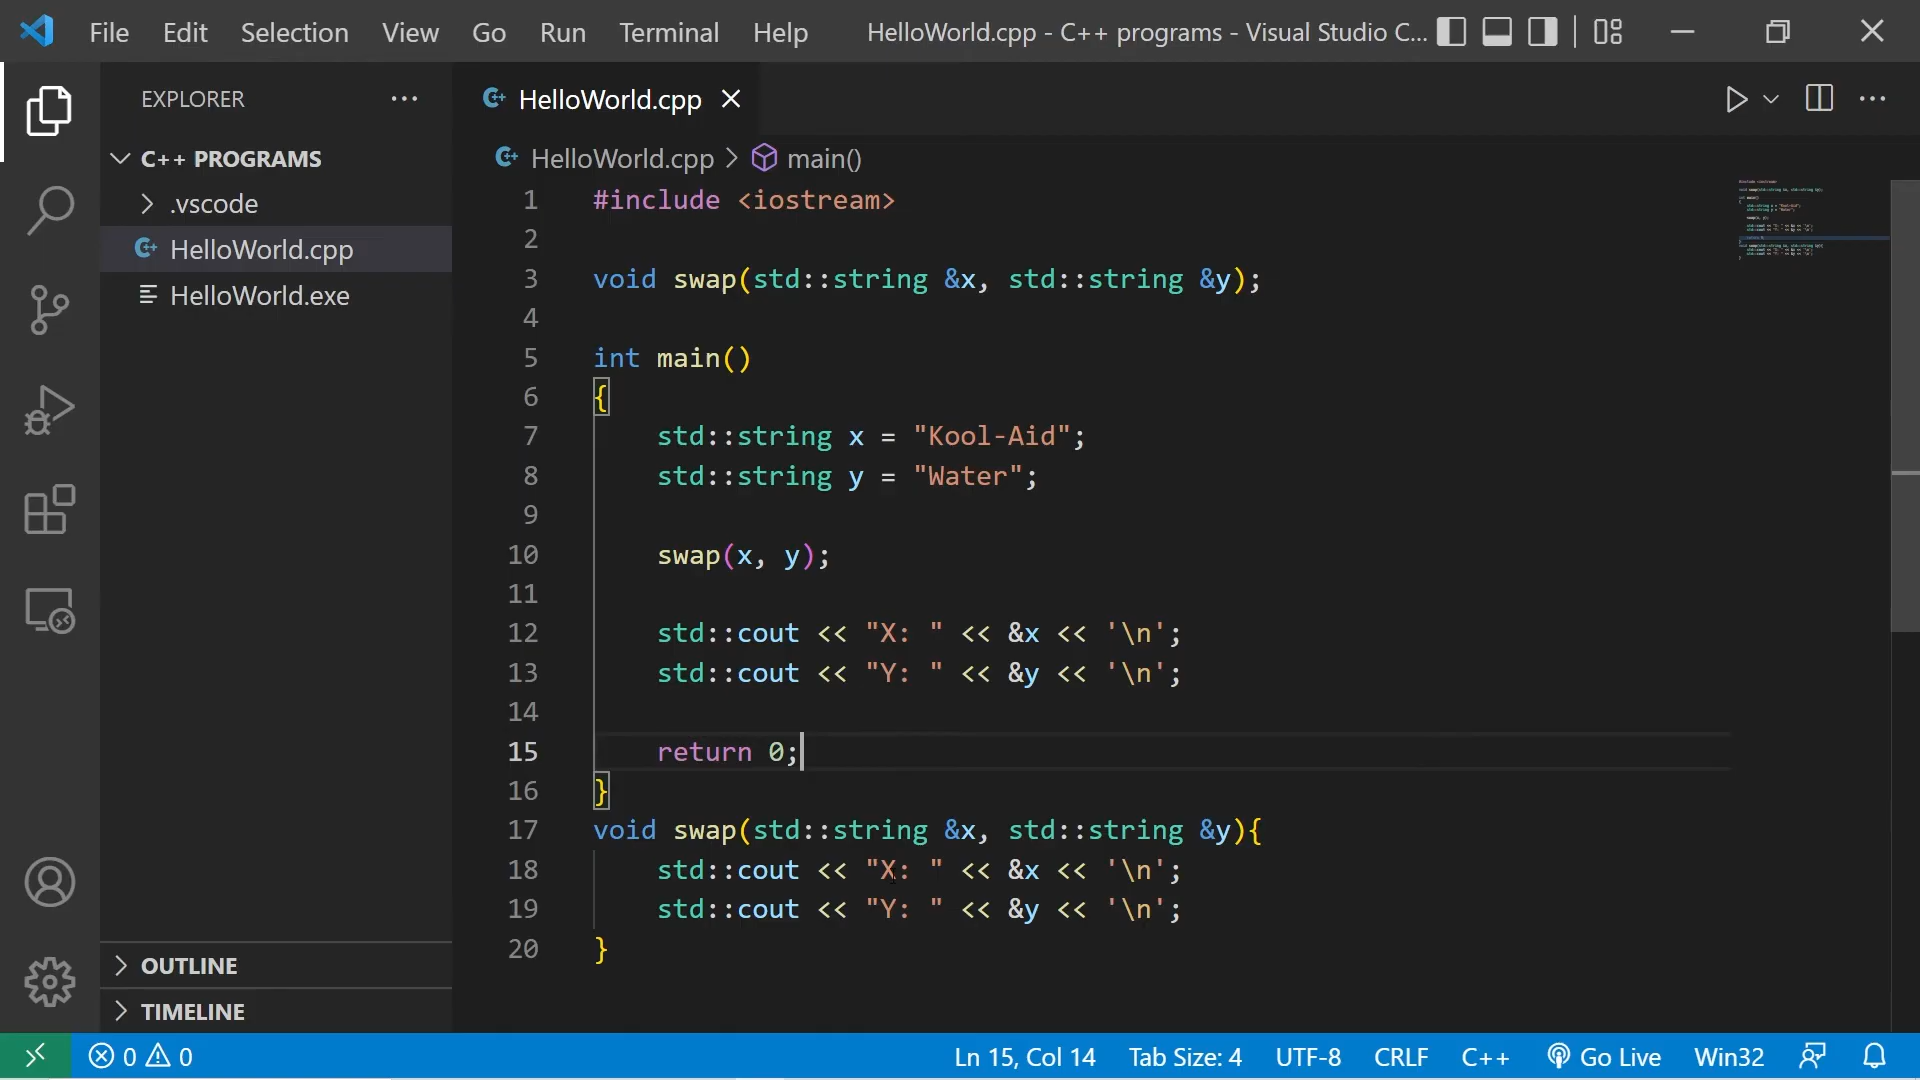 File Edit Selection View Go Run Terminal Help HelloWorld.cpp - C++ programs - Visual Studio C...
EXPLORER
C++ PROGRAMS
.vscode
HelloWorld.cpp
HelloWorld.exe
OUTLINE
TIMELINE
HelloWorld.cpp
HelloWorld.cpp > main()
1 #include <iostream>
2
3 void swap(std::string &x, std::string &y);
4
5 int main()
6 {
7 std::string x = "Kool-Aid";
8 std::string y = "Water";
9
10 swap(x, y);
11
12 std::cout << "X: " << &x << '\n';
13 std::cout << "Y: " << &y << '\n';
14
15 return 0;
16 }
17 void swap(std::string &x, std::string &y){
18 std::cout << "X: " << &x << '\n';
19 std::cout << "Y: " << &y << '\n';
20 }
0 0 Ln 15, Col 14 Tab Size: 4 UTF-8 CRLF C++ Go Live Win32